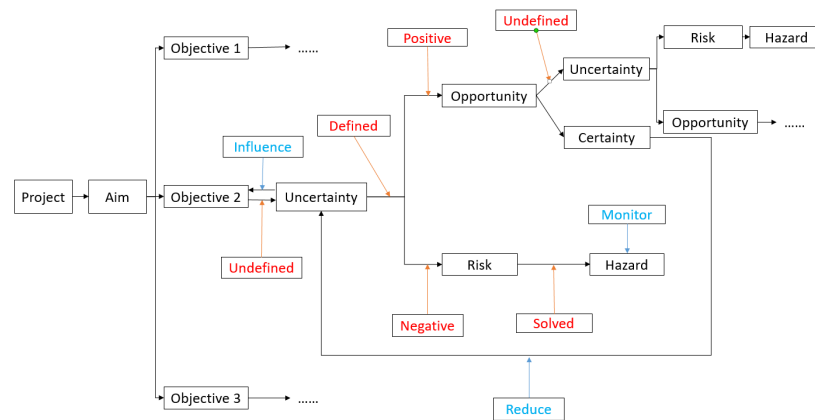 Undefined
Objective 1
......
Positive
Risk
Hazard
Uncertainty
Opportunity
Defined
Opportunity
......
Influence
Certainty
Project
Aim
Objective 2
Uncertainty
Monitor
Undefined
Risk
Hazard
Negative
Solved
Objective 3
......
Reduce